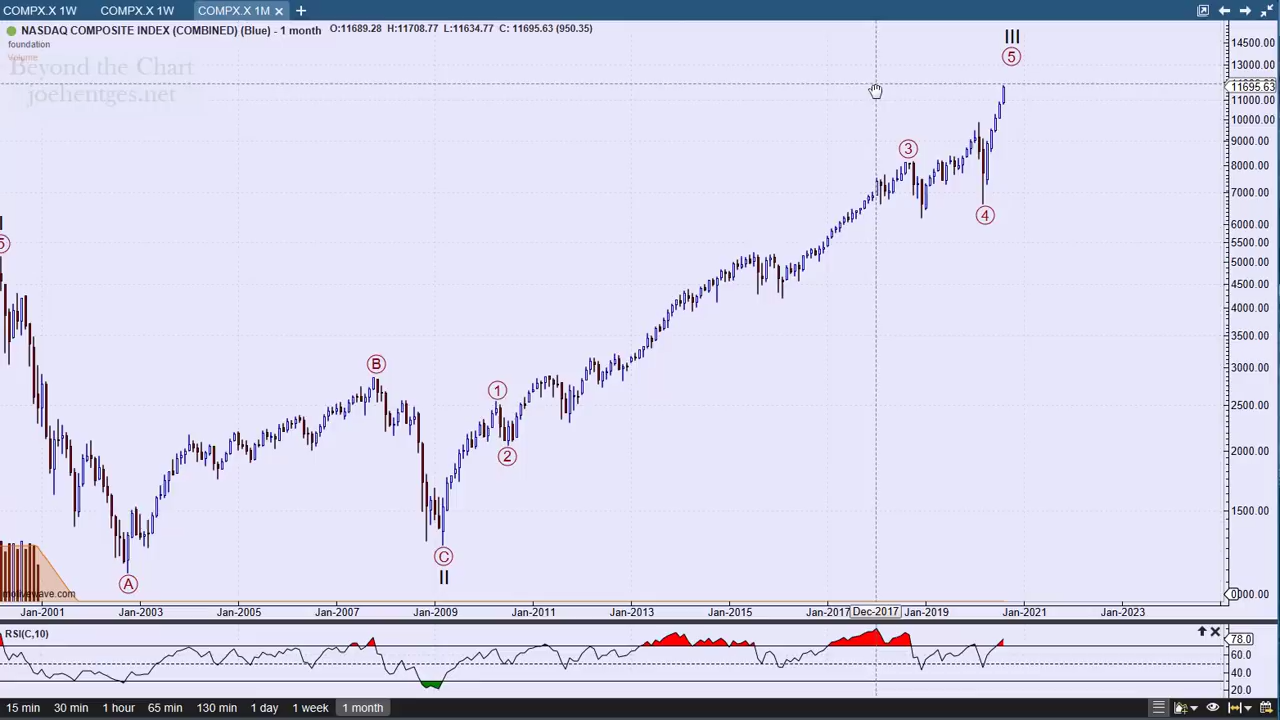 COMPX.X 1W COMPX.X 1W COMPX.X 1M × +
NASDAQ COMPOSITE INDEX (COMBINED) (Blue) - 1 month O:11689.28 H:11708.77 L:11634.77 C: 11695.63 (950.35)
foundation
Volume
Beyond the Chart
joehentges.net
III
5
14500.00
13000.00
11695.63
11000.00
10000.00
9000.00
3
8000.00
7000.00
4
I
6000.00
5
5500.00
5000.00
4500.00
4000.00
3500.00
B
3000.00
1
2500.00
2
2000.00
1500.00
C
II
A
motivewave.com
Jan-2001 Jan-2003 Jan-2005 Jan-2007 Jan-2009 Jan-2011 Jan-2013 Jan-2015 Jan-2017 Dec-2017 Jan-2019 Jan-2021 Jan-2023
RSI(C,10)
78.0
60.0
40.0
20.0
15 min 30 min 1 hour 65 min 130 min 1 day 1 week 1 month